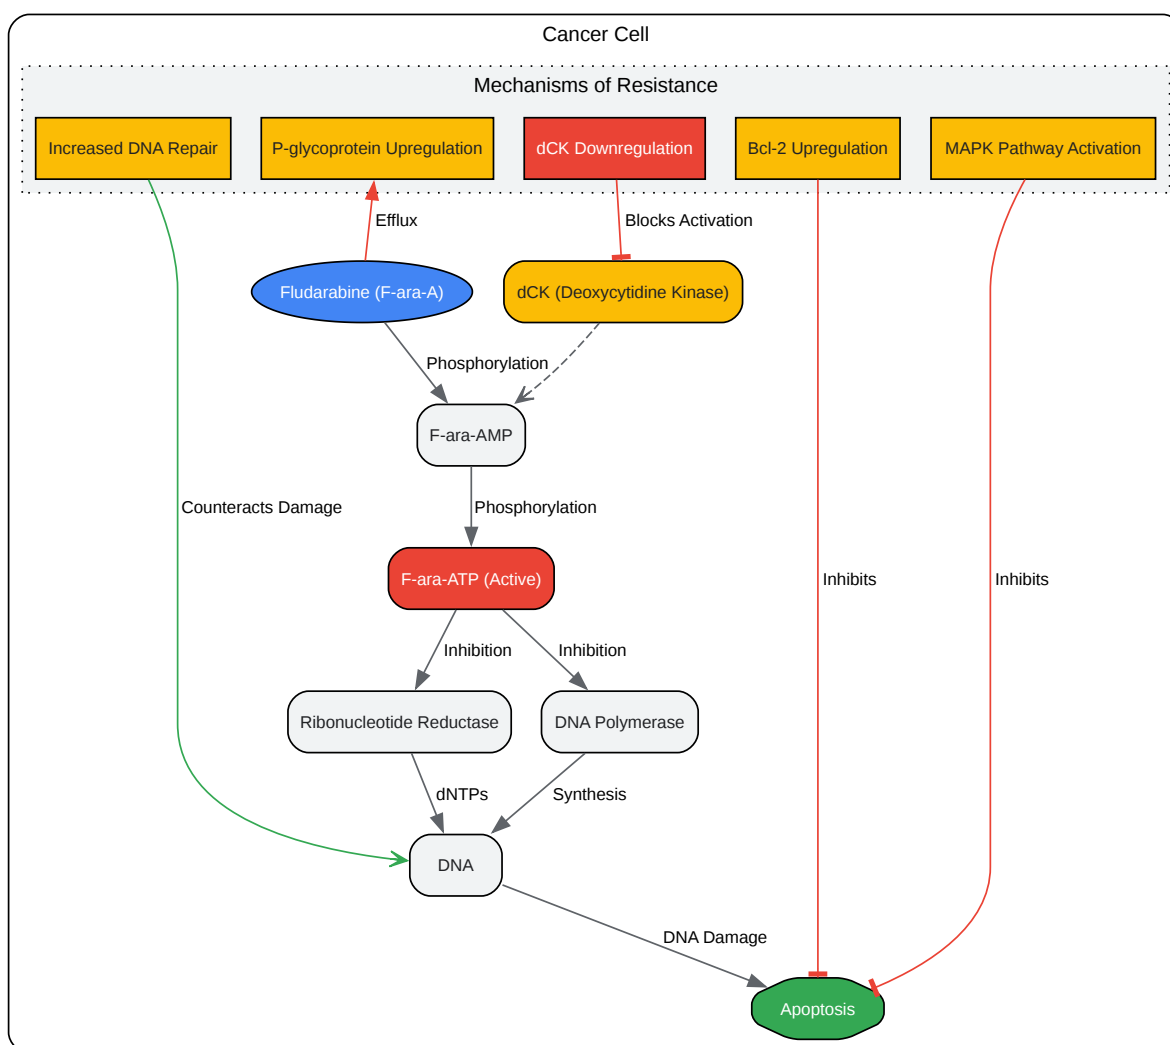 Cancer Cell
Mechanisms of Resistance
Increased DNA Repair
P-glycoprotein Upregulation
dCK Downregulation
Bcl-2 Upregulation
MAPK Pathway Activation
Efflux
Blocks Activation
Fludarabine (F-ara-A)
dCK (Deoxycytidine Kinase)
Phosphorylation
F-ara-AMP
Counteracts Damage
Phosphorylation
F-ara-ATP (Active)
Inhibits
Inhibits
Inhibition
Inhibition
Ribonucleotide Reductase
DNA Polymerase
dNTPs
Synthesis
DNA
DNA Damage
Apoptosis